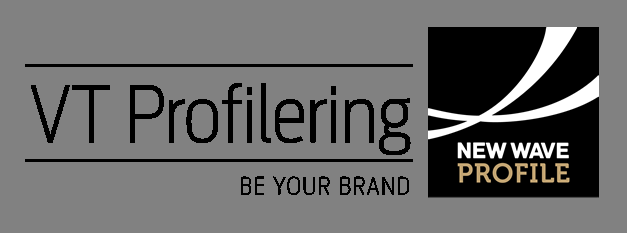 VT Profilering
BE YOUR BRAND
NEW WAVE
PROFILE